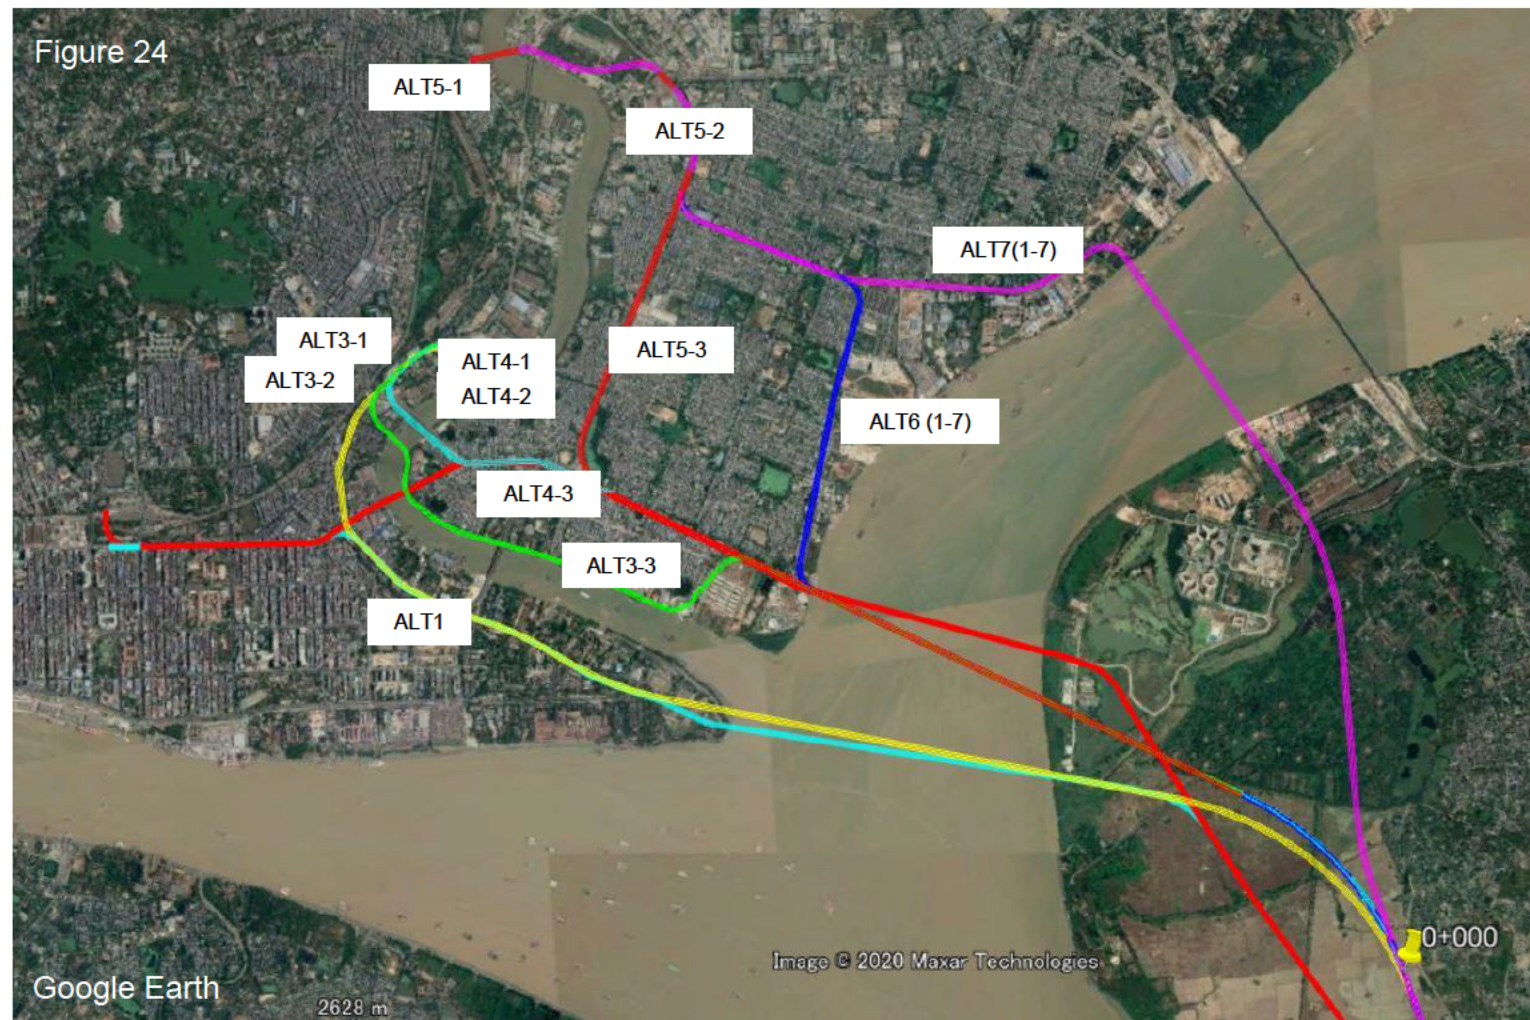 Figure 24
ALT5-1
ALT5-2
ALT7(1-7)
ALT3-1
ALT3-2
ALT4-1
ALT4-2
ALT5-3
ALT6 (1-7)
ALT4-3
ALT3-3
ALT1
0+000
Image © 2020 Maxar Technologies
Google Earth
2628 m